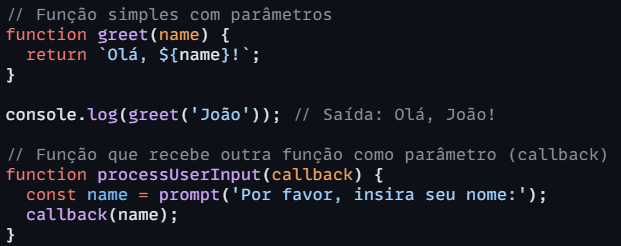 // Função simples com parâmetros
function greet(name) {
  return `Olá, ${name}!`;
}

console.log(greet('João')); // Saída: Olá, João!

// Função que recebe outra função como parâmetro (callback)
function processUserInput(callback) {
  const name = prompt('Por favor, insira seu nome:');
  callback(name);
}